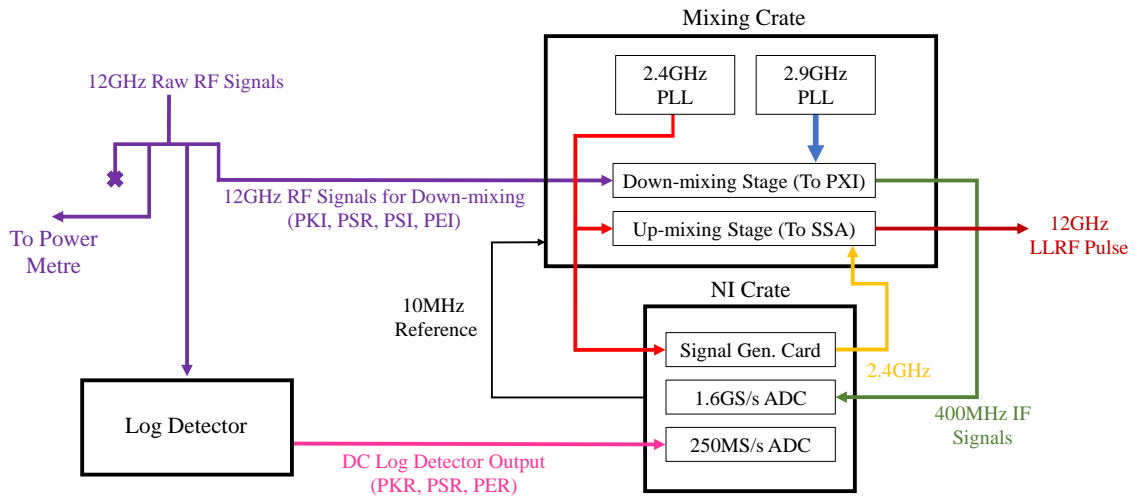 Mixing Crate
2.4GHz
PLL
2.9GHz
PLL
12GHz Raw RF Signals
Down-mixing Stage (To PXI)
12GHz RF Signals for Down-mixing
(PKI, PSR, PSI, PEI)
Up-mixing Stage (To SSA)
12GHz
LLRF Pulse
To Power
Metre
NI Crate
10MHz
Reference
Signal Gen. Card
2.4GHz
1.6GS/s ADC
400MHz IF
Signals
Log Detector
250MS/s ADC
DC Log Detector Output
(PKR, PSR, PER)